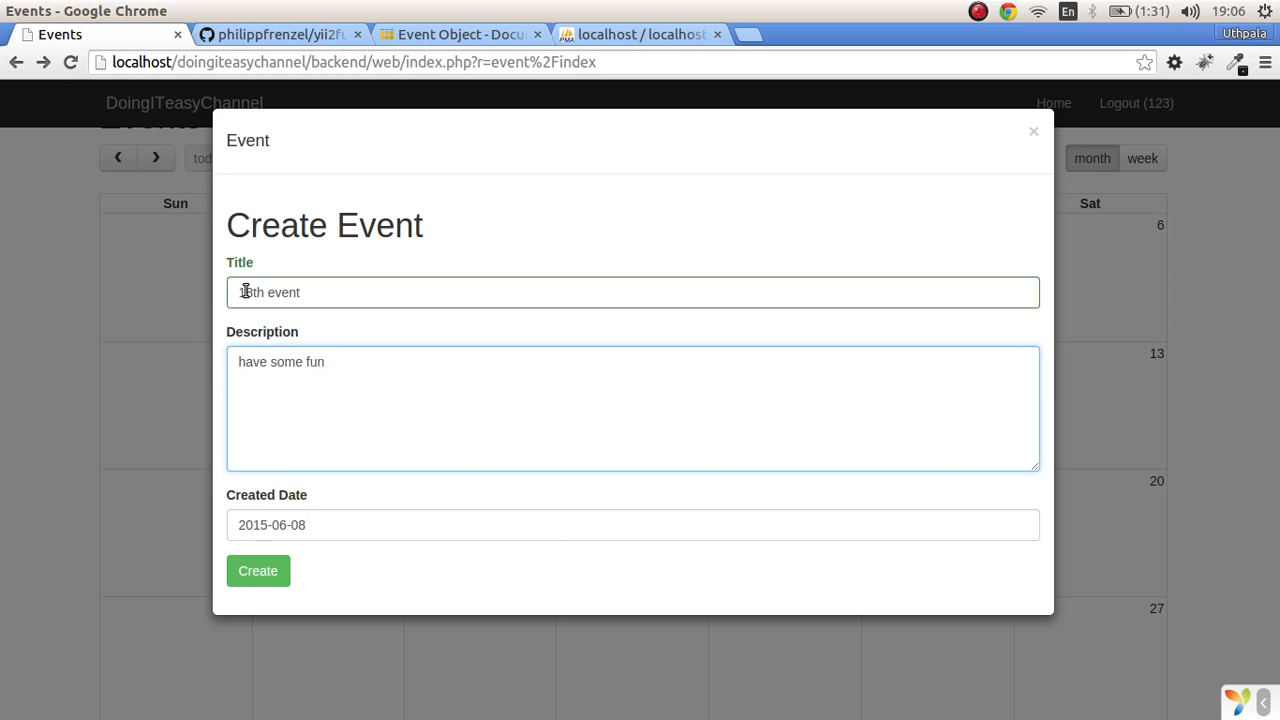 Events - Google Chrome
En
(1:31)
19:06
Events
philippfrenzel/yii2fu
Event Object - Docu
localhost / localhost
Uthpala
localhost/doingiteasychannel/backend/web/index.php?r=event%2Findex
DoingITeasyChannel
Home
Logout (123)
Event
×
tod
month
week
Create Event
Sun
Sat
6
Title
th event
Description
have some fun
13
20
Created Date
2015-06-08
Create
27